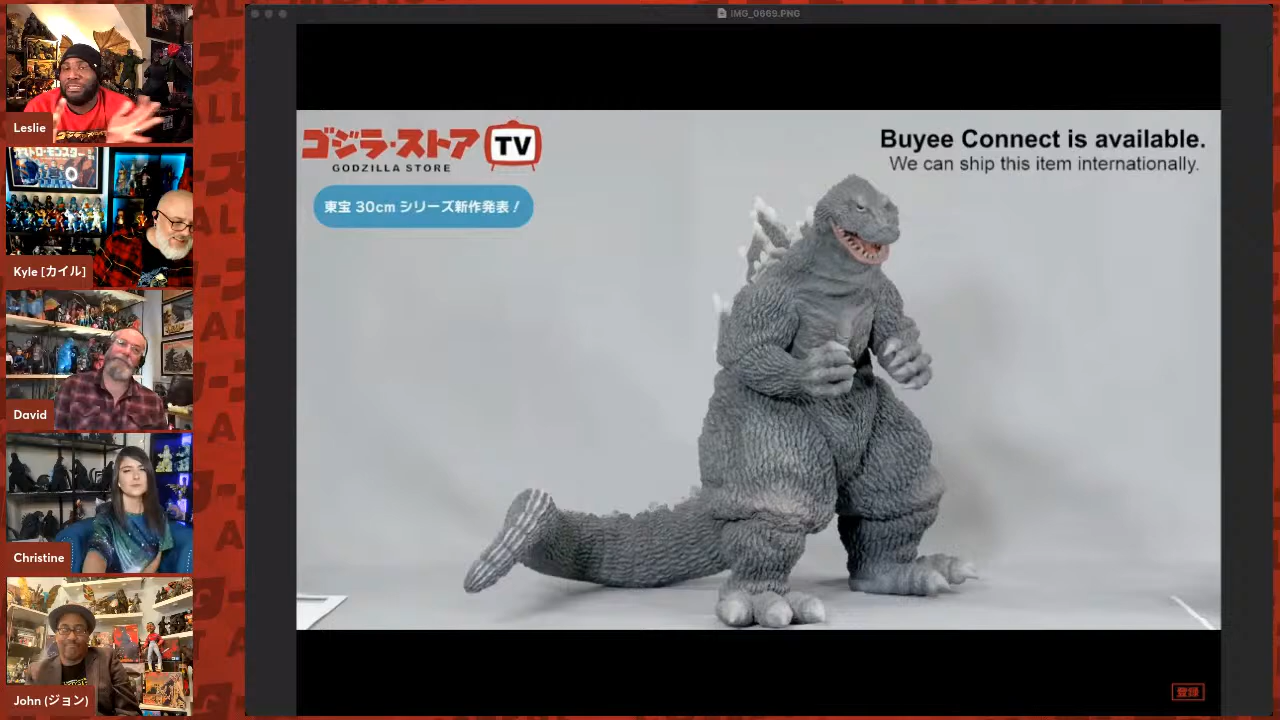 Leslie
Kyle [カイル]
David
Christine
John (ジョン)
IMG_0669.PNG
ゴジラ・ストア TV
GODZILLA STORE
東宝 30cm シリーズ新作発表！
Buyee Connect is available.
We can ship this item internationally.
登録